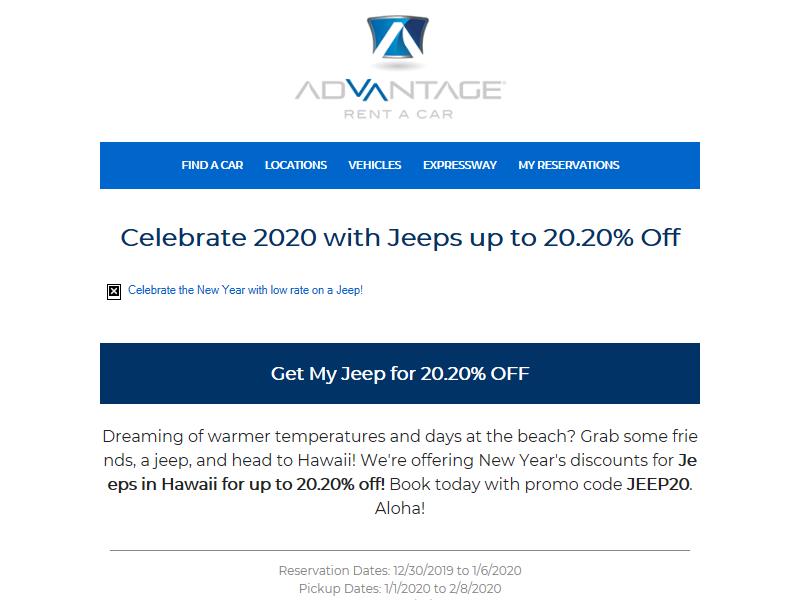 ADVANTAGE
RENT A CAR
FIND A CAR LOCATIONS VEHICLES EXPRESSWAY MY RESERVATIONS
Celebrate 2020 with Jeeps up to 20.20% Off
Celebrate the New Year with low rate on a Jeep!
Get My Jeep for 20.20% OFF
Dreaming of warmer temperatures and days at the beach? Grab some frie
nds, a jeep, and head to Hawaii! We're offering New Year's discounts for Je
eps in Hawaii for up to 20.20% off! Book today with promo code JEEP20.
Aloha!
Reservation Dates: 12/30/2019 to 1/6/2020
Pickup Dates: 1/1/2020 to 2/8/2020